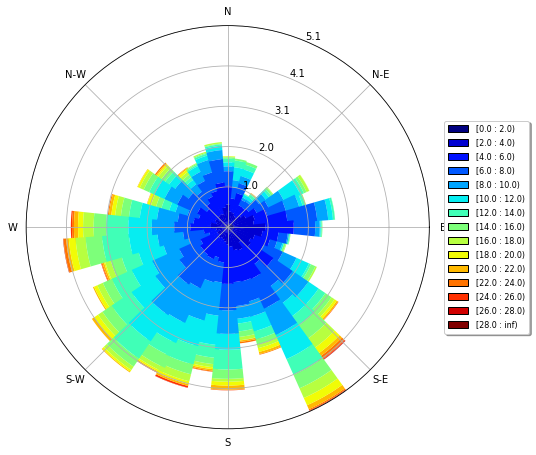 N
5.1
4.1
N-W
N-E
3.1
2.0
1.0
W
E
S-W
S-E
S
[0.0 : 2.0)
[2.0 : 4.0)
[4.0 : 6.0)
[6.0 : 8.0)
[8.0 : 10.0)
[10.0 : 12.0)
[12.0 : 14.0)
[14.0 : 16.0)
[16.0 : 18.0)
[18.0 : 20.0)
[20.0 : 22.0)
[22.0 : 24.0)
[24.0 : 26.0)
[26.0 : 28.0)
[28.0 : inf)